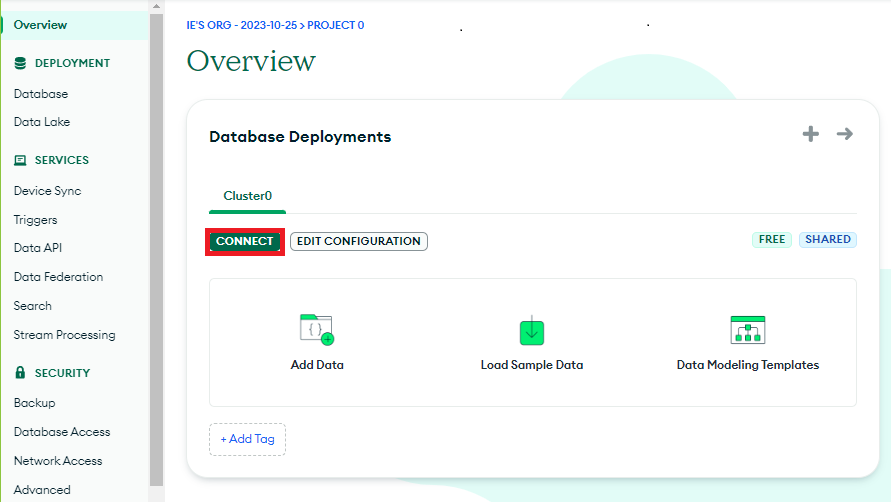 Overview
DEPLOYMENT
Database
Data Lake
SERVICES
Device Sync
Triggers
Data API
Data Federation
Search
Stream Processing
SECURITY
Backup
Database Access
Network Access
Advanced
IE'S ORG - 2023-10-25 > PROJECT 0
Overview
Database Deployments
Cluster0
CONNECT EDIT CONFIGURATION FREE SHARED
Add Data Load Sample Data Data Modeling Templates
+ Add Tag